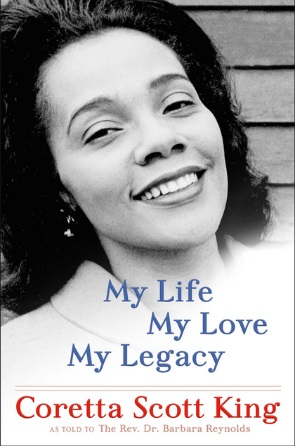 My Life
My Love
My Legacy
Coretta Scott King
AS TOLD TO The Rev. Dr. Barbara Reynolds